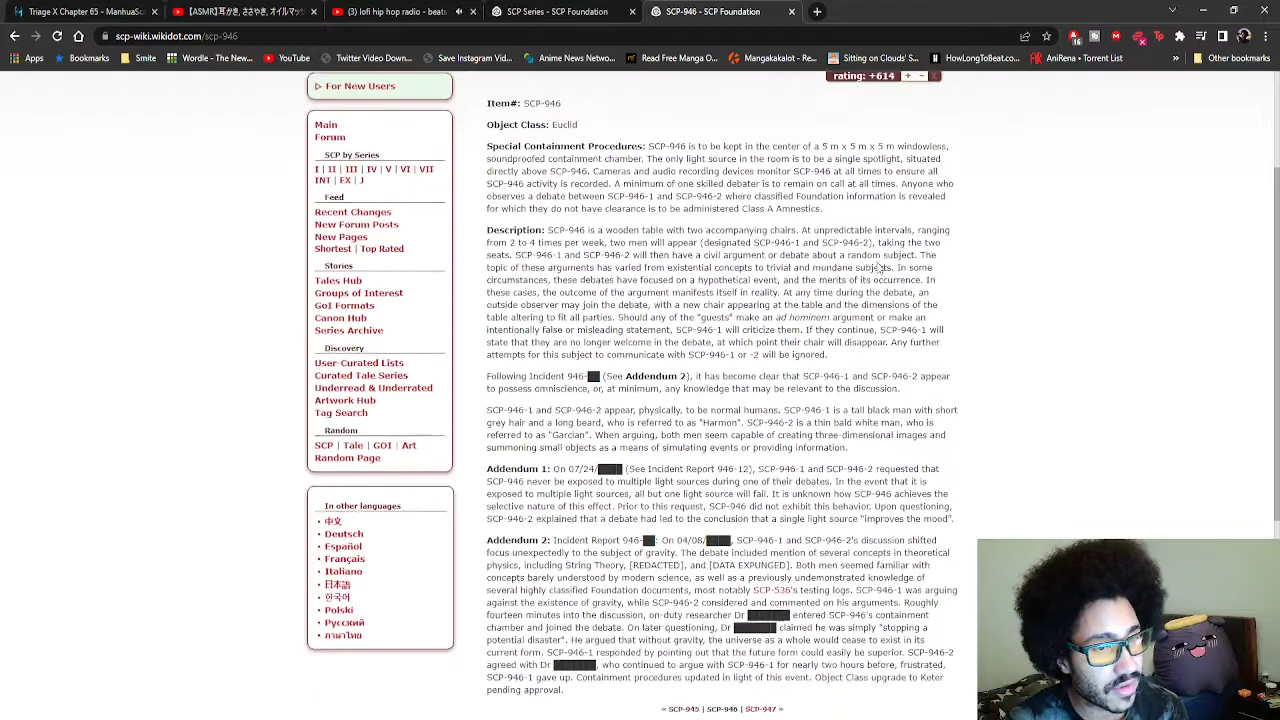 Triage X Chapter 65 - ManhuaSc
【ASMR】耳かき、ささやき、オイルマッシ
(3) lofi hip hop radio - beats
SCP Series - SCP Foundation
SCP-946 - SCP Foundation
scp-wiki.wikidot.com/scp-946
16
Apps
Bookmarks
Smite
Wordle - The New...
YouTube
Twitter Video Down...
Save Instagram Vid...
Anime News Netwo...
Read Free Manga O...
Mangakakalot - Re...
Sitting on Clouds' S...
HowLongToBeat.co...
AniRena | Torrent List
»
Other bookmarks
rating: +614 + – X
▷ For New Users
Main
Forum
SCP by Series
I | II | III | IV | V | VI | VII
INT | EX | J
Feed
Recent Changes
New Forum Posts
New Pages
Shortest | Top Rated
Stories
Tales Hub
Groups of Interest
GoI Formats
Canon Hub
Series Archive
Discovery
User-Curated Lists
Curated Tale Series
Underread & Underrated
Artwork Hub
Tag Search
Random
SCP | Tale | GOI | Art
Random Page
In other languages
中文
Deutsch
Español
Français
Italiano
日本語
한국어
Polski
Русский
ภาษาไทย
Item#: SCP-946
Object Class: Euclid
Special Containment Procedures: SCP-946 is to be kept in the center of a 5 m x 5 m x 5 m windowless,
soundproofed containment chamber. The only light source in the room is to be a single spotlight, situated
directly above SCP-946. Cameras and audio recording devices monitor SCP-946 at all times to ensure all
SCP-946 activity is recorded. A minimum of one skilled debater is to remain on call at all times. Anyone who
observes a debate between SCP-946-1 and SCP-946-2 where classified Foundation information is revealed
for which they do not have clearance is to be administered Class A Amnestics.
Description: SCP-946 is a wooden table with two accompanying chairs. At unpredictable intervals, ranging
from 2 to 4 times per week, two men will appear (designated SCP-946-1 and SCP-946-2), taking the two
seats. SCP-946-1 and SCP-946-2 will then have a civil argument or debate about a random subject. The
topic of these arguments has varied from existential concepts to trivial and mundane subjects. In some
circumstances, these debates have focused on a hypothetical event, and the merits of its occurrence. In
these cases, the outcome of the argument manifests itself in reality. At any time during the debate, an
outside observer may join the debate, with a new chair appearing at the table and the dimensions of the
table altering to fit all parties. Should any of the "guests" make an ad hominem argument or make an
intentionally false or misleading statement, SCP-946-1 will criticize them. If they continue, SCP-946-1 will
state that they are no longer welcome in the debate, at which point their chair will disappear. Any further
attempts for this subject to communicate with SCP-946-1 or -2 will be ignored.
Following Incident 946-██ (See Addendum 2), it has become clear that SCP-946-1 and SCP-946-2 appear
to possess omniscience, or, at minimum, any knowledge that may be relevant to the discussion.
SCP-946-1 and SCP-946-2 appear, physically, to be normal humans. SCP-946-1 is a tall black man with short
grey hair and a long beard, who is referred to as "Harmon". SCP-946-2 is a thin bald white man, who is
referred to as "Garcian". When arguing, both men seem capable of creating three-dimensional images and
summoning small objects as a means of simulating events or providing information.
Addendum 1: On 07/24/████ (See Incident Report 946-12), SCP-946-1 and SCP-946-2 requested that
SCP-946 never be exposed to multiple light sources during one of their debates. In the event that it is
exposed to multiple light sources, all but one light source will fail. It is unknown how SCP-946 achieves the
selective nature of this effect. Prior to this request, SCP-946 did not exhibit this behavior. Upon questioning,
SCP-946-2 explained that a debate had led to the conclusion that a single light source "improves the mood".
Addendum 2: Incident Report 946-██: On 04/08/████, SCP-946-1 and SCP-946-2's discussion shifted
focus unexpectedly to the subject of gravity. The debate included mention of several concepts in theoretical
physics, including String Theory, [REDACTED], and [DATA EXPUNGED]. Both men seemed familiar with
concepts barely understood by modern science, as well as a previously undemonstrated knowledge of
several highly classified Foundation documents, most notably SCP-536's testing logs. SCP-946-1 was arguing
against the existence of gravity, while SCP-946-2 considered and commented on his arguments. Roughly
fourteen minutes into the discussion, on-duty researcher Dr ███████ entered SCP-946's containment
chamber and joined the debate. On later questioning, Dr ███████ claimed he was simply "stopping a
potential disaster". He argued that without gravity, the universe as a whole would cease to exist in its
current form. SCP-946-1 responded by pointing out that the future form could easily be superior. SCP-946-2
agreed with Dr ███████, who continued to argue with SCP-946-1 for nearly two hours before, frustrated,
SCP-946-1 gave up. Containment procedures updated in light of this event. Object Class upgrade to Keter
pending approval.
« SCP-945 | SCP-946 | SCP-947 »